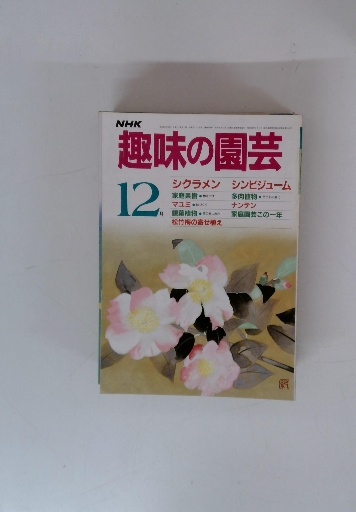 NHK
趣味の園芸
12月
シクラメン シンビジューム
家庭果樹 多肉植物
マユミ ナンテン
観葉植物 家庭園芸この一年
松竹梅の寄せ植え